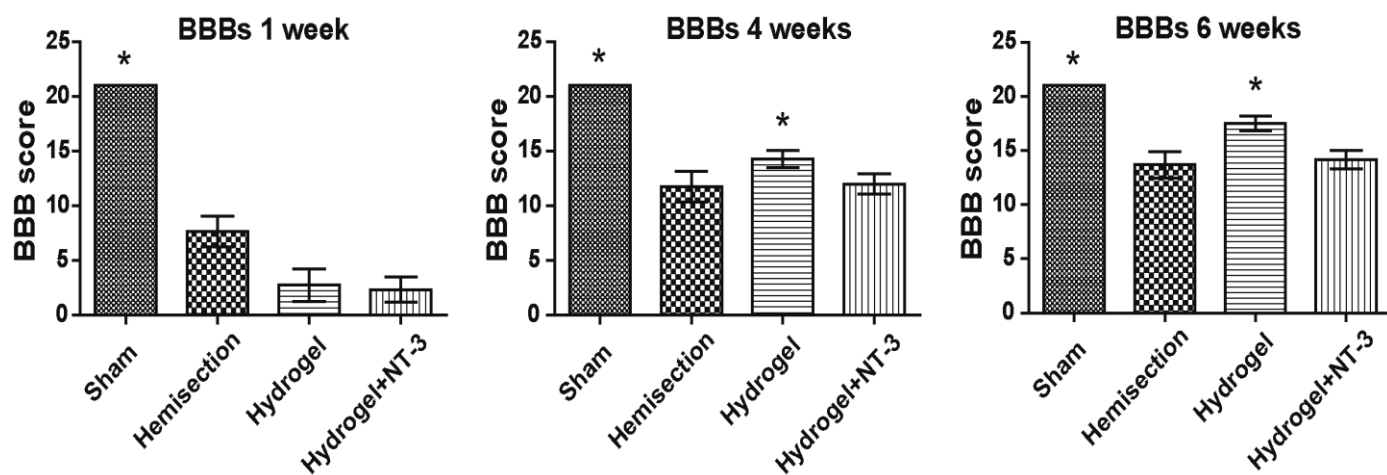 BBBs 1 week
BBB score
25
20
15
10
5
0
*
Sham
Hemisection
Hydrogel
Hydrogel+NT-3
BBBs 4 weeks
BBB score
25
20
15
10
5
0
*
*
Sham
Hemisection
Hydrogel
Hydrogel+NT-3
BBBs 6 weeks
BBB score
25
20
15
10
5
0
*
*
Sham
Hemisection
Hydrogel
Hydrogel+NT-3